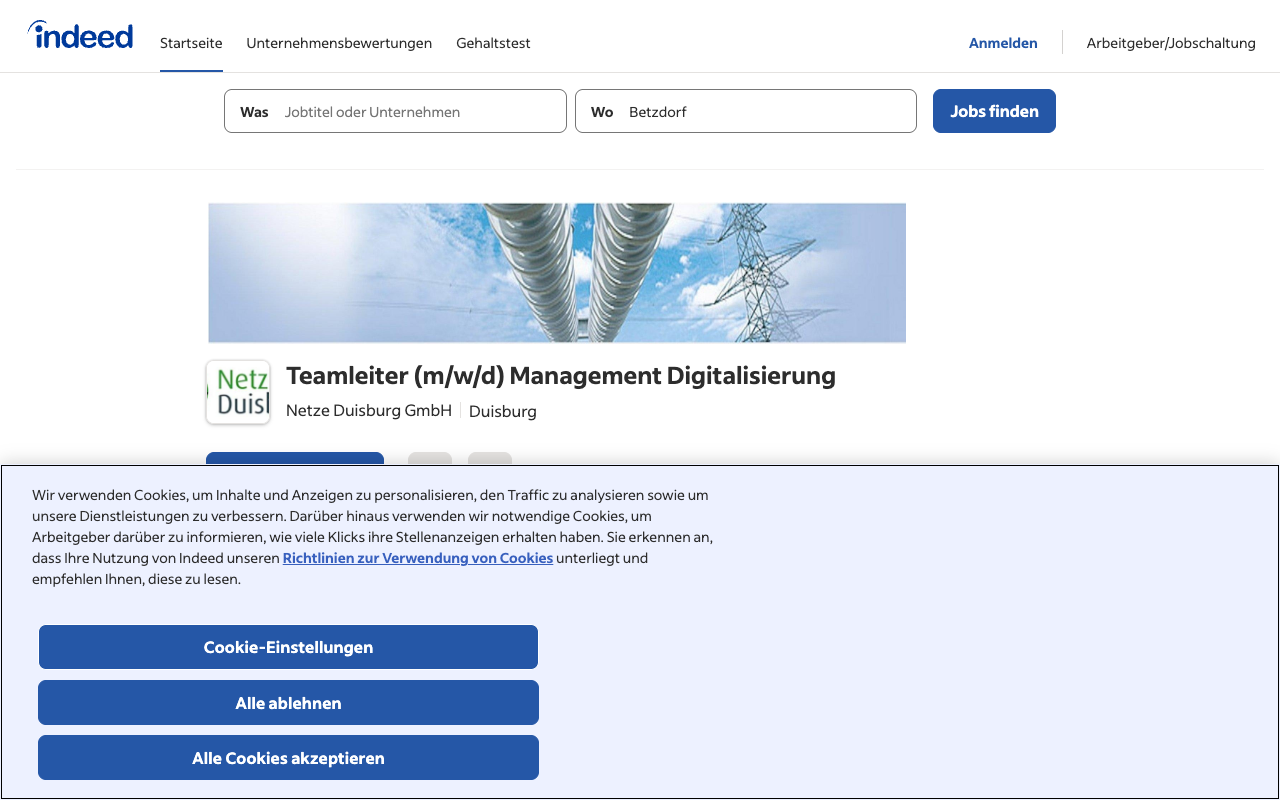 indeed
Startseite
Unternehmensbewertungen
Gehaltstest
Anmelden
Arbeitgeber/Jobschaltung
Was Jobtitel oder Unternehmen
Wo Betzdorf
Jobs finden
Netz
Duisl
Teamleiter (m/w/d) Management Digitalisierung
Netze Duisburg GmbH
Duisburg
Wir verwenden Cookies, um Inhalte und Anzeigen zu personalisieren, den Traffic zu analysieren sowie um
unsere Dienstleistungen zu verbessern. Darüber hinaus verwenden wir notwendige Cookies, um
Arbeitgeber darüber zu informieren, wie viele Klicks ihre Stellenanzeigen erhalten haben. Sie erkennen an,
dass Ihre Nutzung von Indeed unseren Richtlinien zur Verwendung von Cookies unterliegt und
empfehlen Ihnen, diese zu lesen.
Cookie-Einstellungen
Alle ablehnen
Alle Cookies akzeptieren